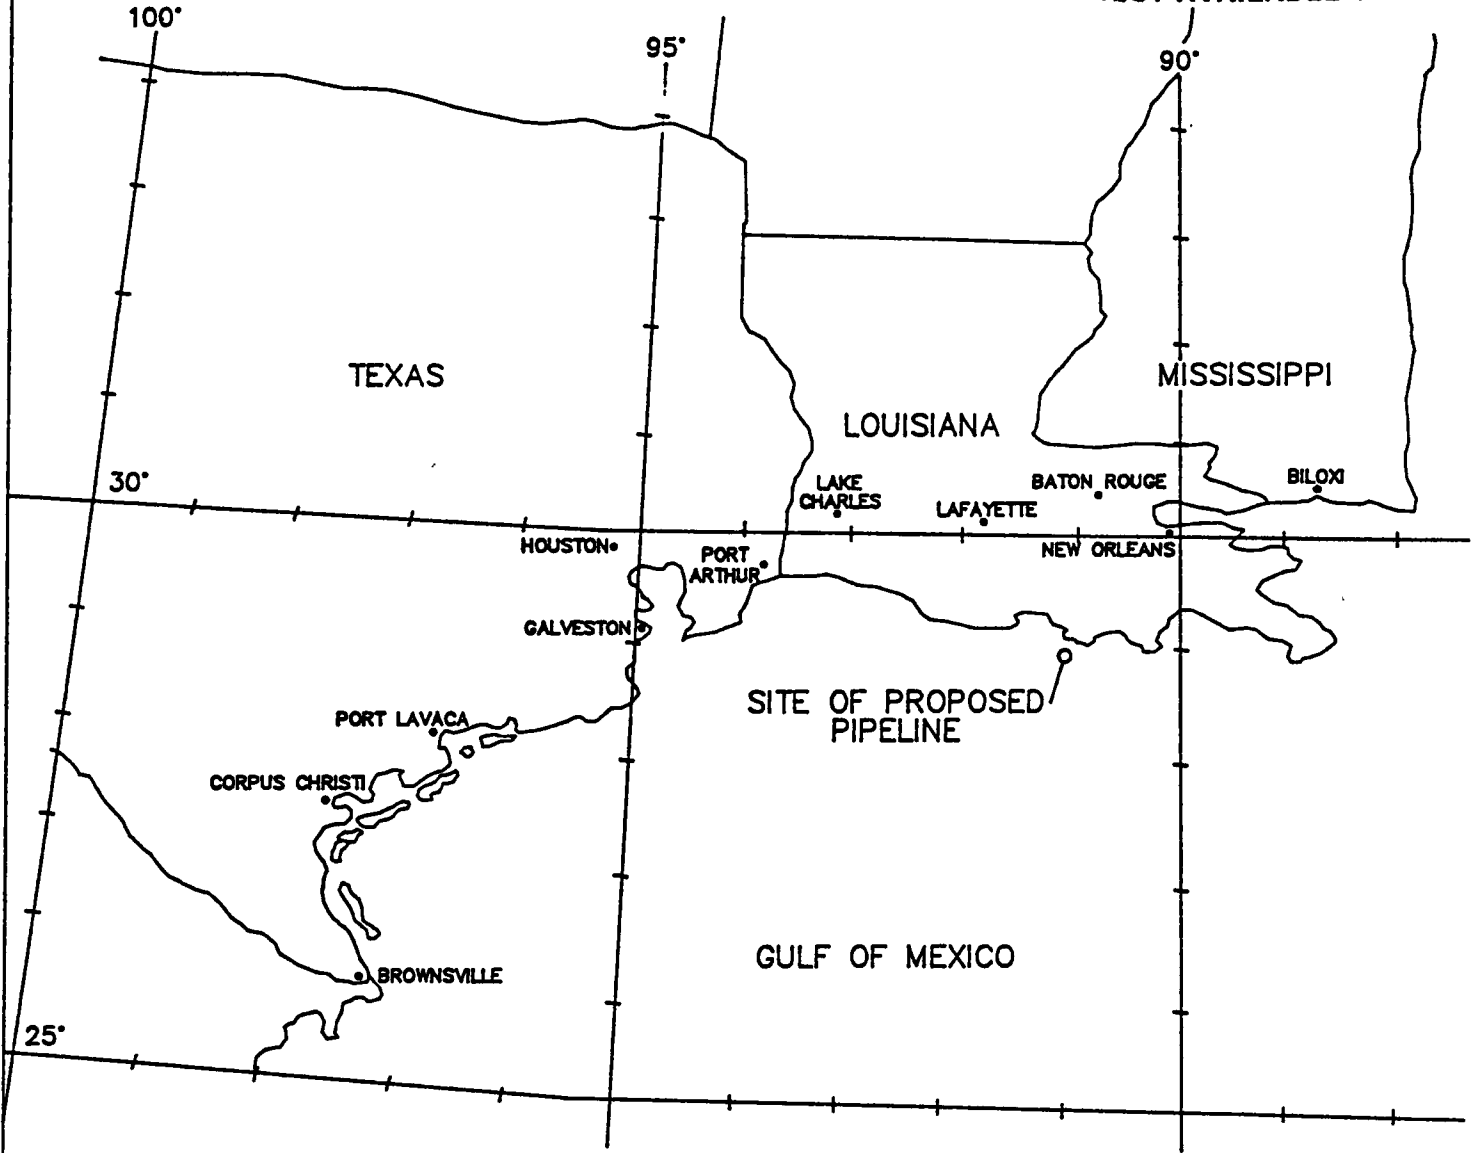 100°
95°
90°
TEXAS
MISSISSIPPI
LOUISIANA
30°
LAKE
CHARLES
BATON ROUGE
BILOXI
LAFAYETTE
HOUSTON
PORT
ARTHUR
NEW ORLEANS
GALVESTON
SITE OF PROPOSED
PIPELINE
PORT LAVACA
CORPUS CHRISTI
GULF OF MEXICO
BROWNSVILLE
25°